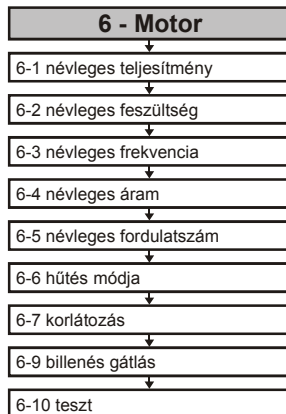 6 - Motor
6-1 névleges teljesítmény
6-2 névleges feszültség
6-3 névleges frekvencia
6-4 névleges áram
6-5 névleges fordulatszám
6-6 hűtés módja
6-7 korlátozás
6-9 billenés gátlás
6-10 teszt